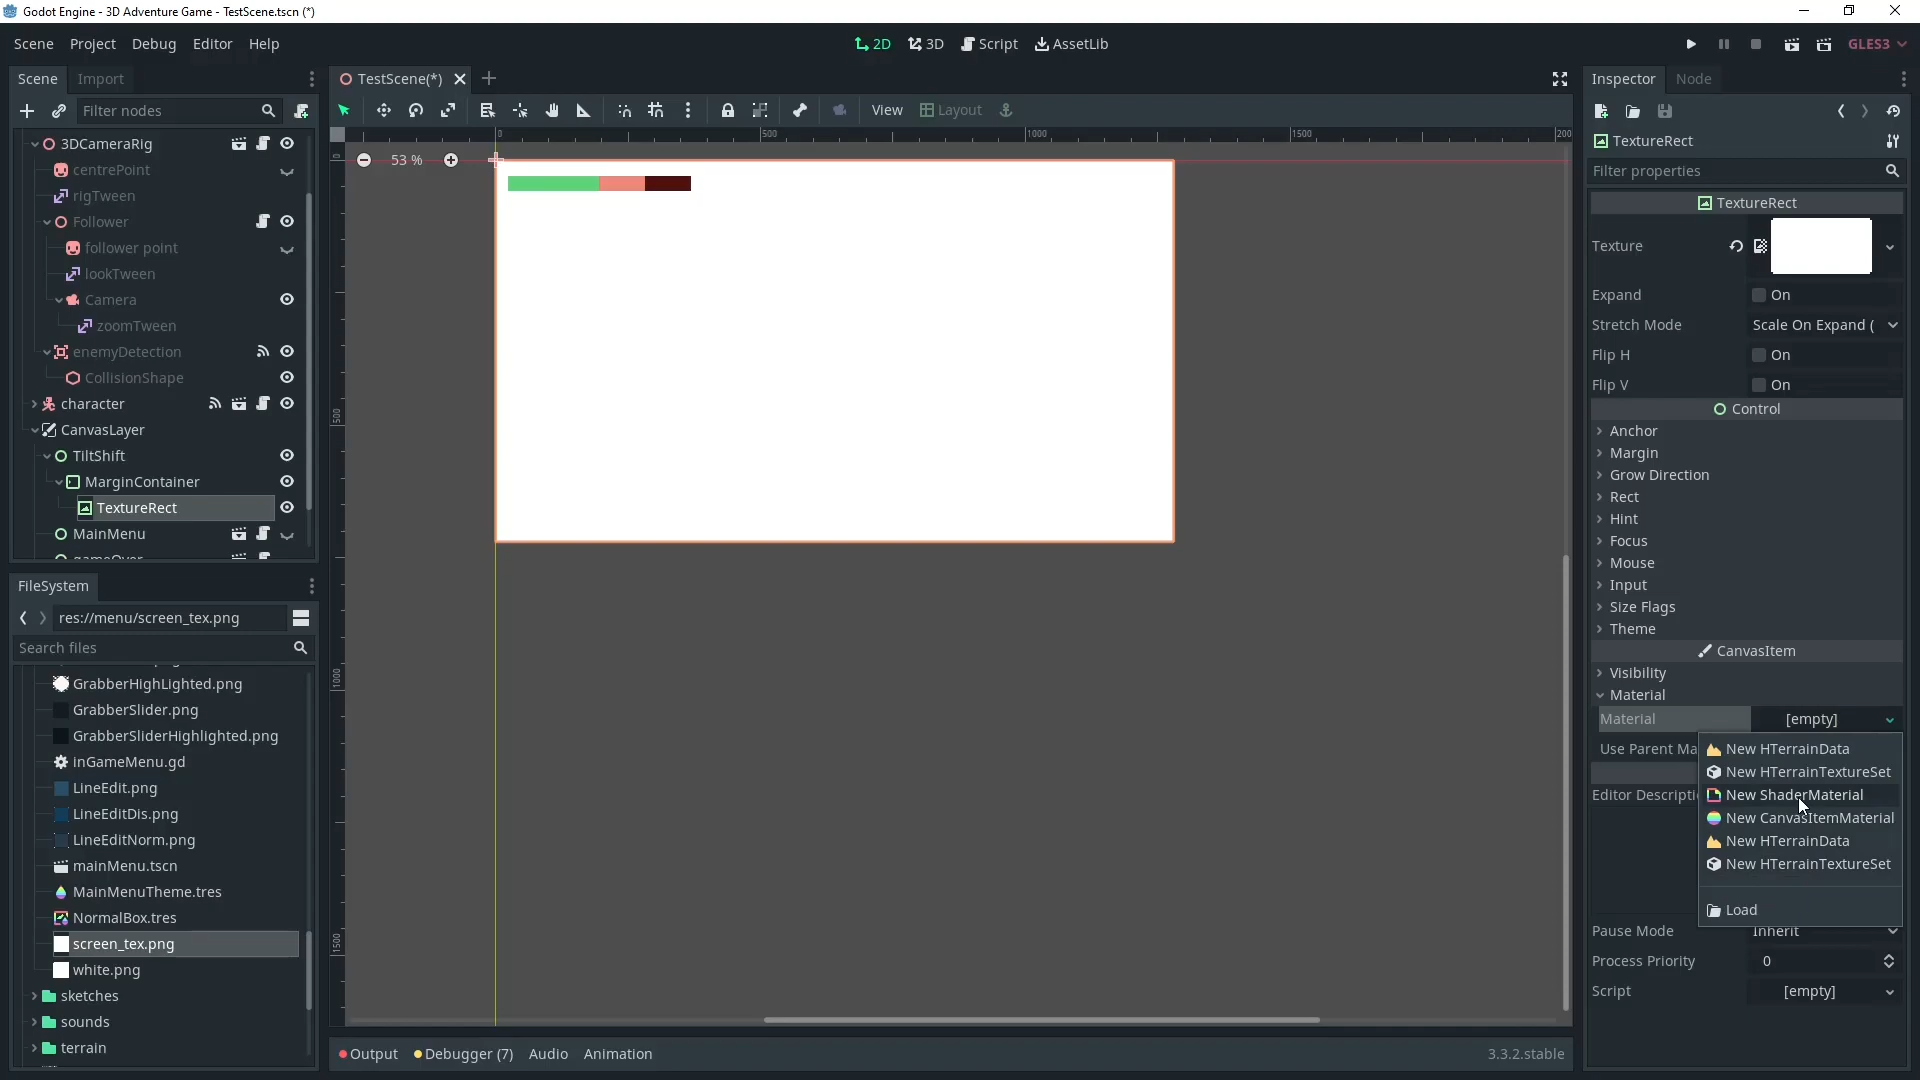 Godot Engine - 3D Adventure Game - TestScene.tscn (*)
Scene Project Debug Editor Help
2D 3D Script AssetLib
GLES3
Scene Import
Filter nodes
3DCameraRig
centrePoint
rigTween
Follower
follower point
lookTween
Camera
zoomTween
enemyDetection
CollisionShape
character
CanvasLayer
TiltShift
MarginContainer
TextureRect
MainMenu
gameOver
FileSystem
res://menu/screen_tex.png
Search files
GrabberHighLighted.png
GrabberSlider.png
GrabberSliderHighlighted.png
inGameMenu.gd
LineEdit.png
LineEditDis.png
LineEditNorm.png
mainMenu.tscn
MainMenuTheme.tres
NormalBox.tres
screen_tex.png
white.png
sketches
sounds
terrain
TestScene(*)
View Layout
0 500 1000 1500 200
53 %
0
500
1000
1500
Output Debugger (7) Audio Animation
3.3.2.stable
Inspector Node
TextureRect
Filter properties
TextureRect
Texture
Expand On
Stretch Mode Scale On Expand (
Flip H On
Flip V On
Control
Anchor
Margin
Grow Direction
Rect
Hint
Focus
Mouse
Input
Size Flags
Theme
CanvasItem
Visibility
Material
Material [empty]
Use Parent Ma
New HTerrainData
New HTerrainTextureSet
Editor Descripti
New ShaderMaterial
New CanvasItemMaterial
New HTerrainData
New HTerrainTextureSet
Load
Pause Mode Inherit
Process Priority 0
Script [empty]